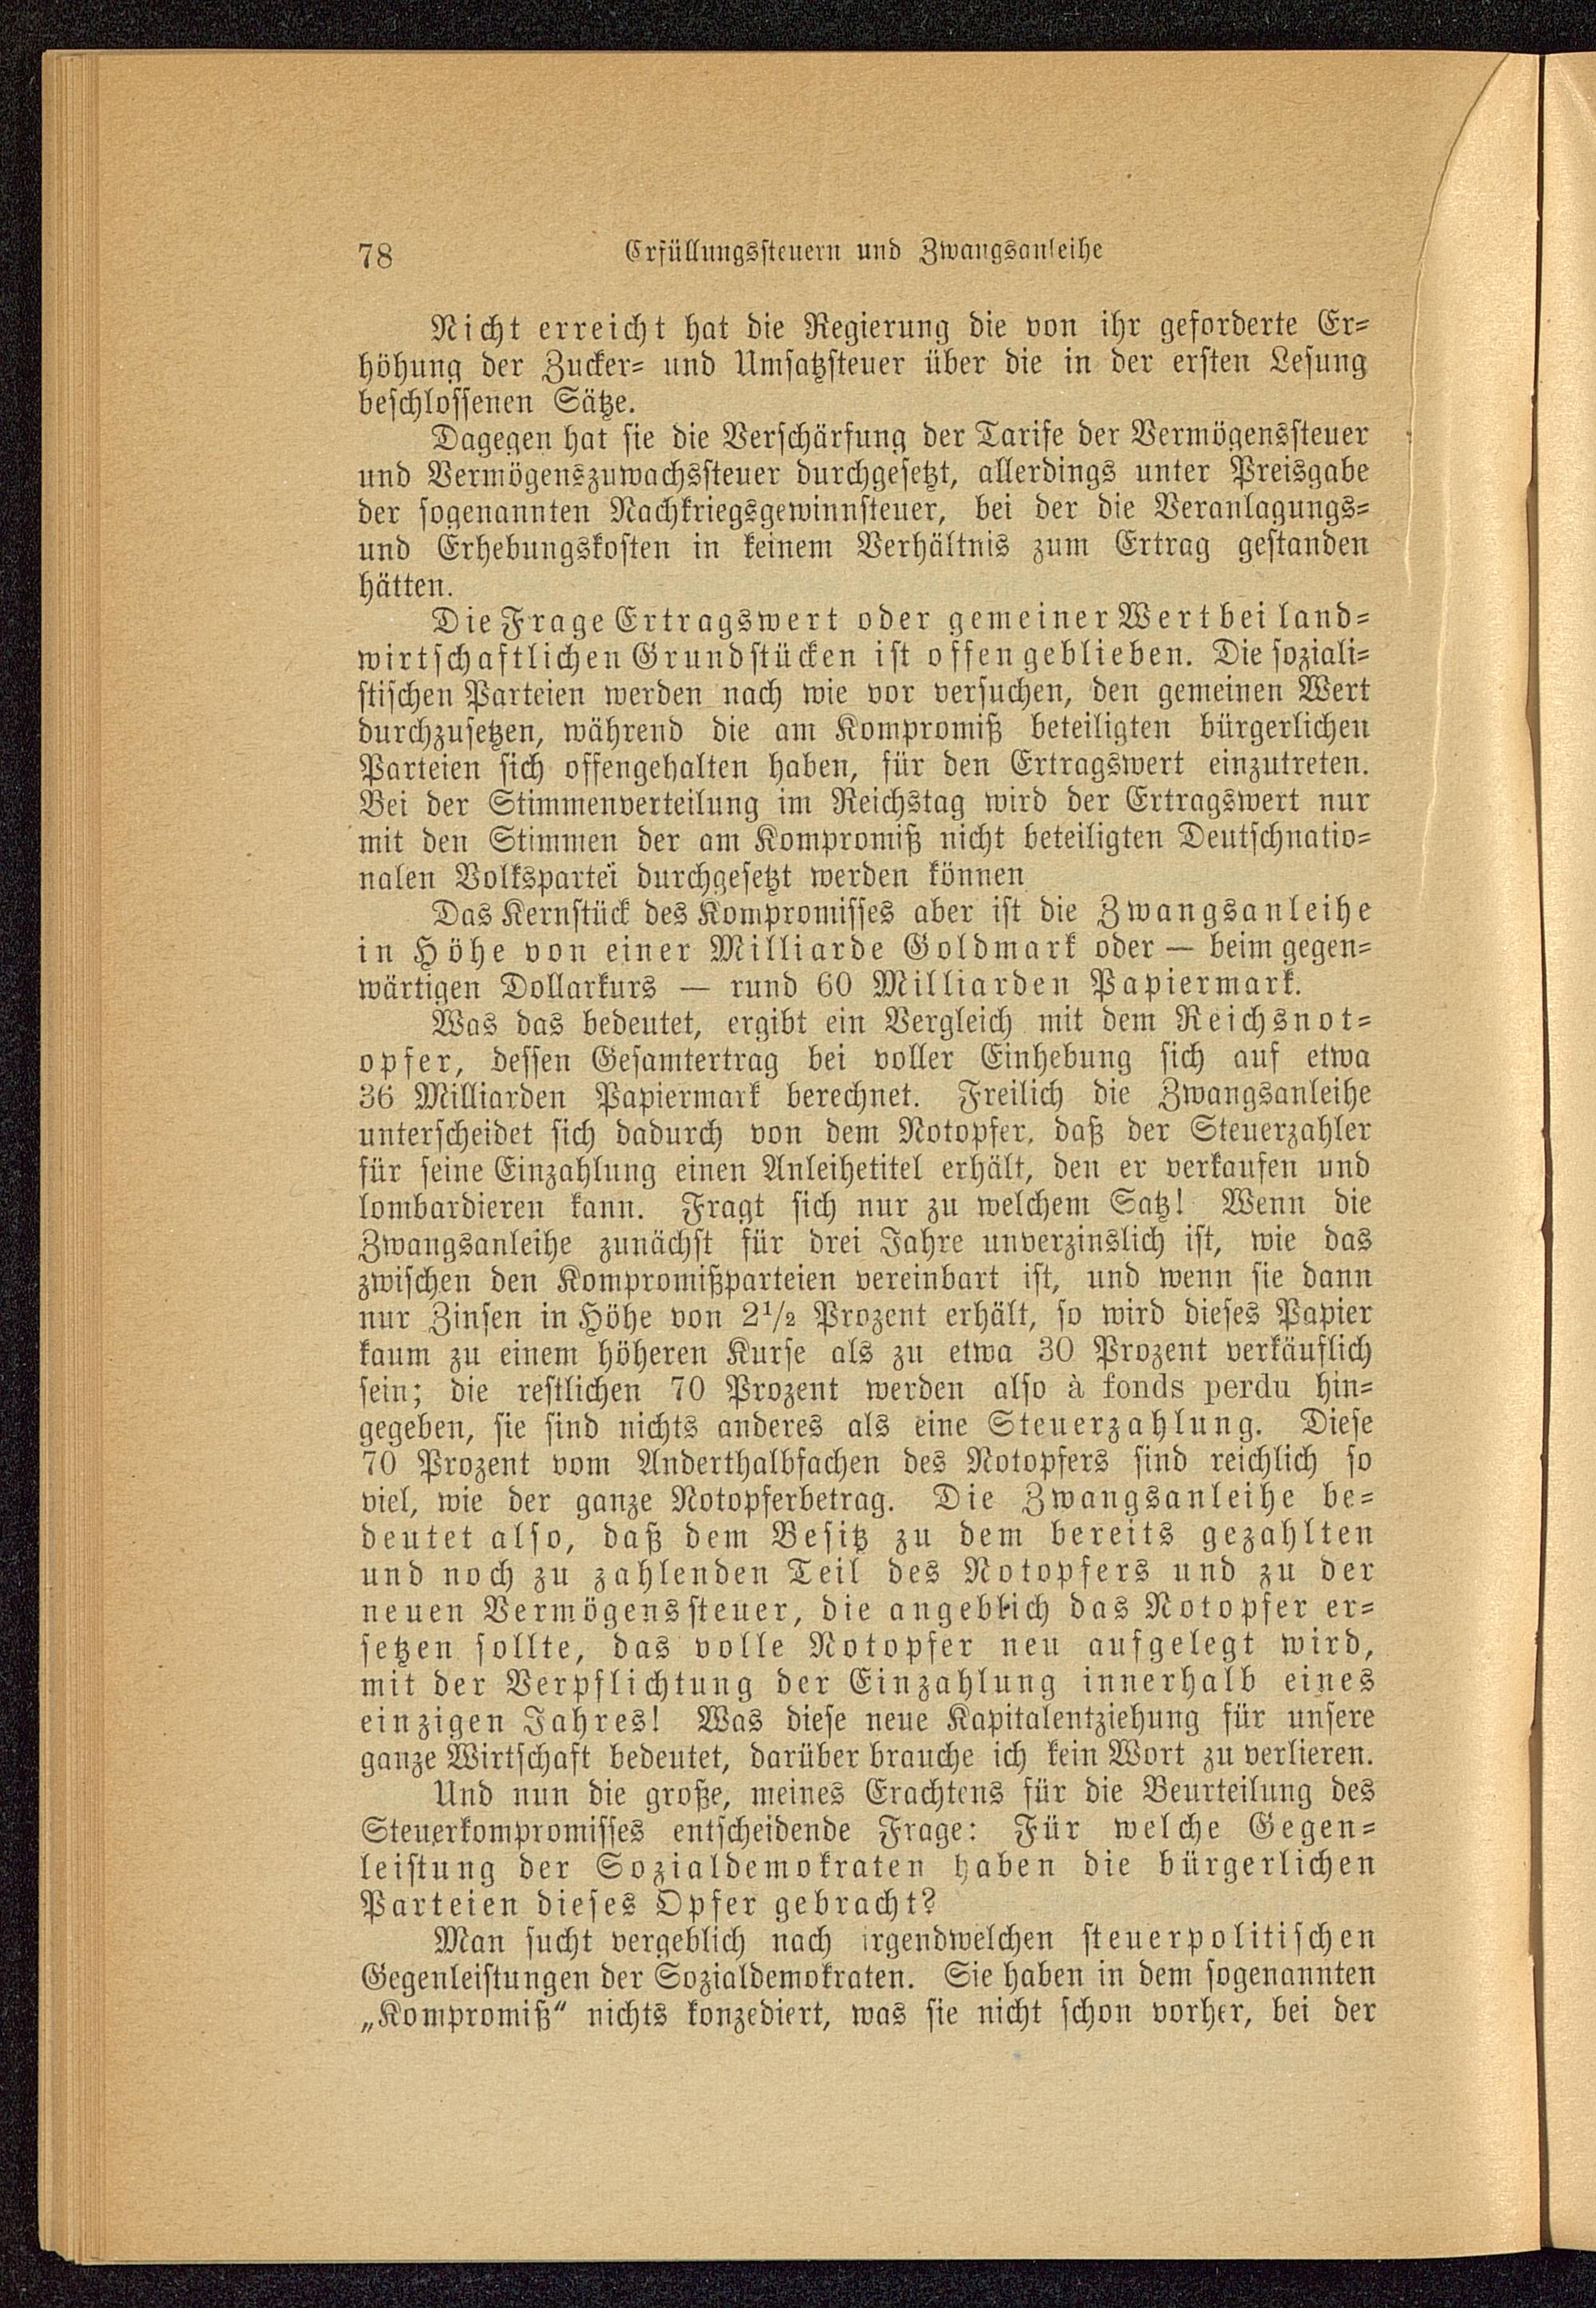 78 Erfüllungssteuern und Zwangsanleihe
Nicht erreicht hat die Regierung die von ihr geforderte Er-
höhung der Zucker- und Umsatzsteuer über die in der ersten Lesung
beschlossenen Sätze.
Dagegen hat sie die Verschärfung der Tarife der Vermögenssteuer
und Vermögenszuwachssteuer durchgesetzt, allerdings unter Preisgabe
der sogenannten Nachkriegsgewinnsteuer, bei der die Veranlagungs-
und Erhebungskosten in keinem Verhältnis zum Ertrag gestanden
hätten.
Die Frage Ertragswert oder gemeiner Wert bei land-
wirtschaftlichen Grundstücken ist offen geblieben. Die soziali-
stischen Parteien werden nach wie vor versuchen, den gemeinen Wert
durchzusetzen, während die am Kompromiß beteiligten bürgerlichen
Parteien sich offengehalten haben, für den Ertragswert einzutreten.
Bei der Stimmenverteilung im Reichstag wird der Ertragswert nur
mit den Stimmen der am Kompromiß nicht beteiligten Deutschnatio-
nalen Volkspartei durchgesetzt werden können
Das Kernstück des Kompromisses aber ist die Zwangsanleihe
in Höhe von einer Milliarde Goldmark oder — beim gegen-
wärtigen Dollarkurs — rund 60 Milliarden Papiermark.
Was das bedeutet, ergibt ein Vergleich mit dem Reichsnot-
opfer, dessen Gesamtertrag bei voller Einhebung sich auf etwa
36 Milliarden Papiermark berechnet. Freilich die Zwangsanleihe
unterscheidet sich dadurch von dem Notopfer, daß der Steuerzahler
für seine Einzahlung einen Anleihetitel erhält, den er verkaufen und
lombardieren kann. Fragt sich nur zu welchem Satz! Wenn die
Zwangsanleihe zunächst für drei Jahre unverzinslich ist, wie das
zwischen den Kompromißparteien vereinbart ist, und wenn sie dann
nur Zinsen in Höhe von 2½ Prozent erhält, so wird dieses Papier
kaum zu einem höheren Kurse als zu etwa 30 Prozent verkäuflich
sein; die restlichen 70 Prozent werden also à fonds perdu hin-
gegeben, sie sind nichts anderes als eine Steuerzahlung. Diese
70 Prozent vom Anderthalbfachen des Notopfers sind reichlich so
viel, wie der ganze Notopferbetrag. Die Zwangsanleihe be-
deutet also, daß dem Besitz zu dem bereits gezahlten
und noch zu zahlenden Teil des Notopfers und zu der
neuen Vermögenssteuer, die angeblich das Notopfer er-
setzen sollte, das volle Notopfer neu aufgelegt wird,
mit der Verpflichtung der Einzahlung innerhalb eines
einzigen Jahres! Was diese neue Kapitalentziehung für unsere
ganze Wirtschaft bedeutet, darüber brauche ich kein Wort zu verlieren.
Und nun die große, meines Erachtens für die Beurteilung des
Steuerkompromisses entscheidende Frage: Für welche Gegen-
leistung der Sozialdemokraten haben die bürgerlichen
Parteien dieses Opfer gebracht?
Man sucht vergeblich nach irgendwelchen steuerpolitischen
Gegenleistungen der Sozialdemokraten. Sie haben in dem sogenannten
„Kompromiß“ nichts konzediert, was sie nicht schon vorher, bei der